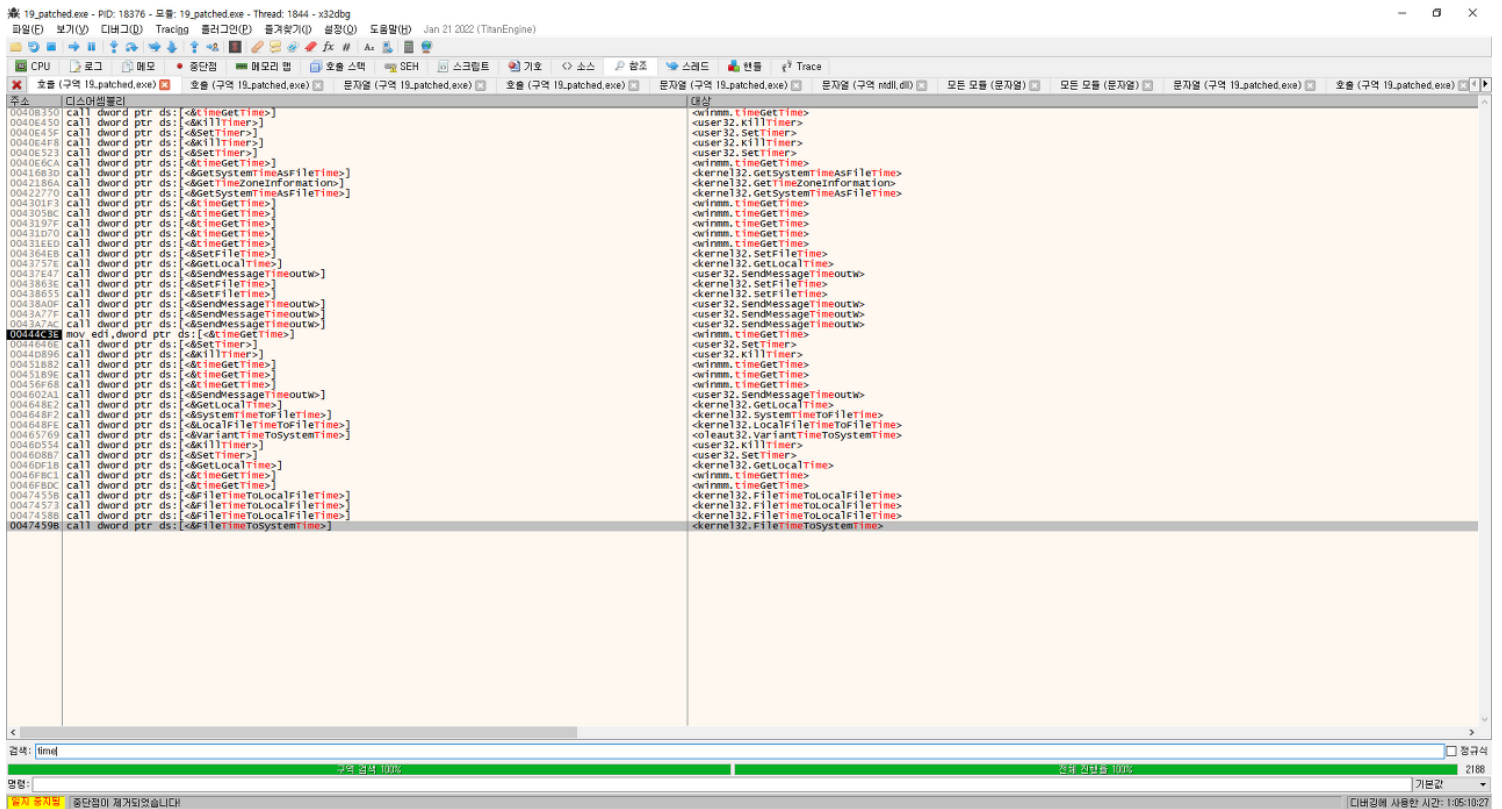 19_patched.exe - PID: 18376 - 모듈: 19_patched.exe - Thread: 1844 - x32dbg
파일(F) 보기(V) 디버그(D) Tracing 플러그인(P) 즐겨찾기(I) 설정(O) 도움말(H) Jan 21 2022 (TitanEngine)
CPU 로그 메모 중단점 메모리 맵 호출 스택 SEH 스크립트 기호 소스 참조 스레드 핸들 Trace
호출 (구역 19_patched.exe) 호출 (구역 19_patched.exe) 문자열 (구역 19_patched.exe) 호출 (구역 19_patched.exe) 문자열 (구역 19_patched.exe) 문자열 (구역 ntdll.dll) 모든 모듈 (문자열) 모든 모듈 (문자열) 문자열 (구역 19_patched.exe) 호출 (구역 19_patched.exe)
주소 디스어셈블리 대상
0040B350 call dword ptr ds:[<&timeGetTime>] <winmm.timeGetTime>
0040E450 call dword ptr ds:[<&KillTimer>] <user32.KillTimer>
0040E45F call dword ptr ds:[<&SetTimer>] <user32.SetTimer>
0040E4F8 call dword ptr ds:[<&KillTimer>] <user32.KillTimer>
0040E523 call dword ptr ds:[<&SetTimer>] <user32.SetTimer>
0040E6CA call dword ptr ds:[<&timeGetTime>] <winmm.timeGetTime>
00416B3D call dword ptr ds:[<&GetSystemTimeAsFileTime>] <kernel32.GetSystemTimeAsFileTime>
0042186A call dword ptr ds:[<&GetTimeZoneInformation>] <kernel32.GetTimeZoneInformation>
00422770 call dword ptr ds:[<&GetSystemTimeAsFileTime>] <kernel32.GetSystemTimeAsFileTime>
004301F3 call dword ptr ds:[<&timeGetTime>] <winmm.timeGetTime>
004305BC call dword ptr ds:[<&timeGetTime>] <winmm.timeGetTime>
0043197F call dword ptr ds:[<&timeGetTime>] <winmm.timeGetTime>
00431D70 call dword ptr ds:[<&timeGetTime>] <winmm.timeGetTime>
00431EED call dword ptr ds:[<&timeGetTime>] <winmm.timeGetTime>
004364EB call dword ptr ds:[<&SetFileTime>] <kernel32.SetFileTime>
0043757E call dword ptr ds:[<&GetLocalTime>] <kernel32.GetLocalTime>
00437E47 call dword ptr ds:[<&SendMessageTimeoutW>] <user32.SendMessageTimeoutW>
0043863E call dword ptr ds:[<&SetFileTime>] <kernel32.SetFileTime>
00438655 call dword ptr ds:[<&SetFileTime>] <kernel32.SetFileTime>
00438A0F call dword ptr ds:[<&SendMessageTimeoutW>] <user32.SendMessageTimeoutW>
0043A77F call dword ptr ds:[<&SendMessageTimeoutW>] <user32.SendMessageTimeoutW>
0043A7AC call dword ptr ds:[<&SendMessageTimeoutW>] <user32.SendMessageTimeoutW>
00444C3E mov edi,dword ptr ds:[<&timeGetTime>] <winmm.timeGetTime>
0044646E call dword ptr ds:[<&SetTimer>] <user32.SetTimer>
0044D896 call dword ptr ds:[<&KillTimer>] <user32.KillTimer>
00451B82 call dword ptr ds:[<&timeGetTime>] <winmm.timeGetTime>
00451B9E call dword ptr ds:[<&timeGetTime>] <winmm.timeGetTime>
00456F68 call dword ptr ds:[<&timeGetTime>] <winmm.timeGetTime>
004602A1 call dword ptr ds:[<&SendMessageTimeoutW>] <user32.SendMessageTimeoutW>
004648E2 call dword ptr ds:[<&GetLocalTime>] <kernel32.GetLocalTime>
004648F2 call dword ptr ds:[<&SystemTimeToFileTime>] <kernel32.SystemTimeToFileTime>
004648FE call dword ptr ds:[<&LocalFileTimeToFileTime>] <kernel32.LocalFileTimeToFileTime>
00465769 call dword ptr ds:[<&VariantTimeToSystemTime>] <oleaut32.VariantTimeToSystemTime>
0046D554 call dword ptr ds:[<&KillTimer>] <user32.KillTimer>
0046D8B7 call dword ptr ds:[<&SetTimer>] <user32.SetTimer>
0046DF1B call dword ptr ds:[<&GetLocalTime>] <kernel32.GetLocalTime>
0046FBC1 call dword ptr ds:[<&timeGetTime>] <winmm.timeGetTime>
0046FBDC call dword ptr ds:[<&timeGetTime>] <winmm.timeGetTime>
0047455B call dword ptr ds:[<&FileTimeToLocalFileTime>] <kernel32.FileTimeToLocalFileTime>
00474573 call dword ptr ds:[<&FileTimeToLocalFileTime>] <kernel32.FileTimeToLocalFileTime>
0047458B call dword ptr ds:[<&FileTimeToLocalFileTime>] <kernel32.FileTimeToLocalFileTime>
0047459B call dword ptr ds:[<&FileTimeToSystemTime>] <kernel32.FileTimeToSystemTime>
검색: time 정규식
구역 검색 100% 전체 진행률 100% 2188
명령: 기본값
일시 중지됨 중단점이 제거되었습니다! 디버깅에 사용한 시간: 1:05:10:27